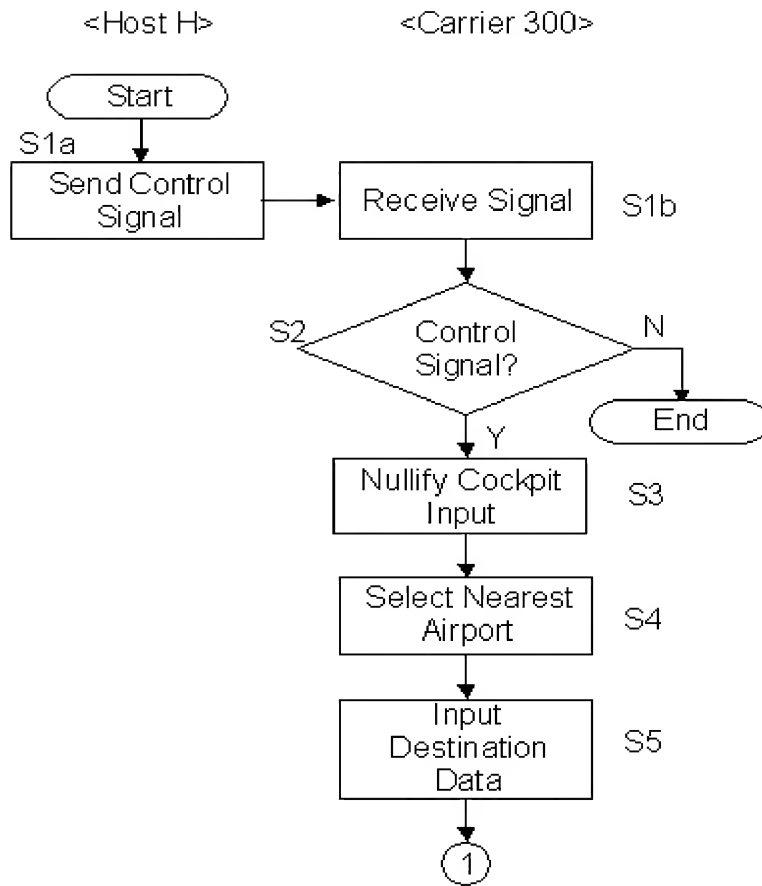 <Host H>
<Carrier 300>
Start
S1a
Send Control
Signal
Receive Signal
S1b
S2
Control
Signal?
N
End
Y
Nullify Cockpit
Input
S3
Select Nearest
Airport
S4
Input
Destination
Data
S5
1